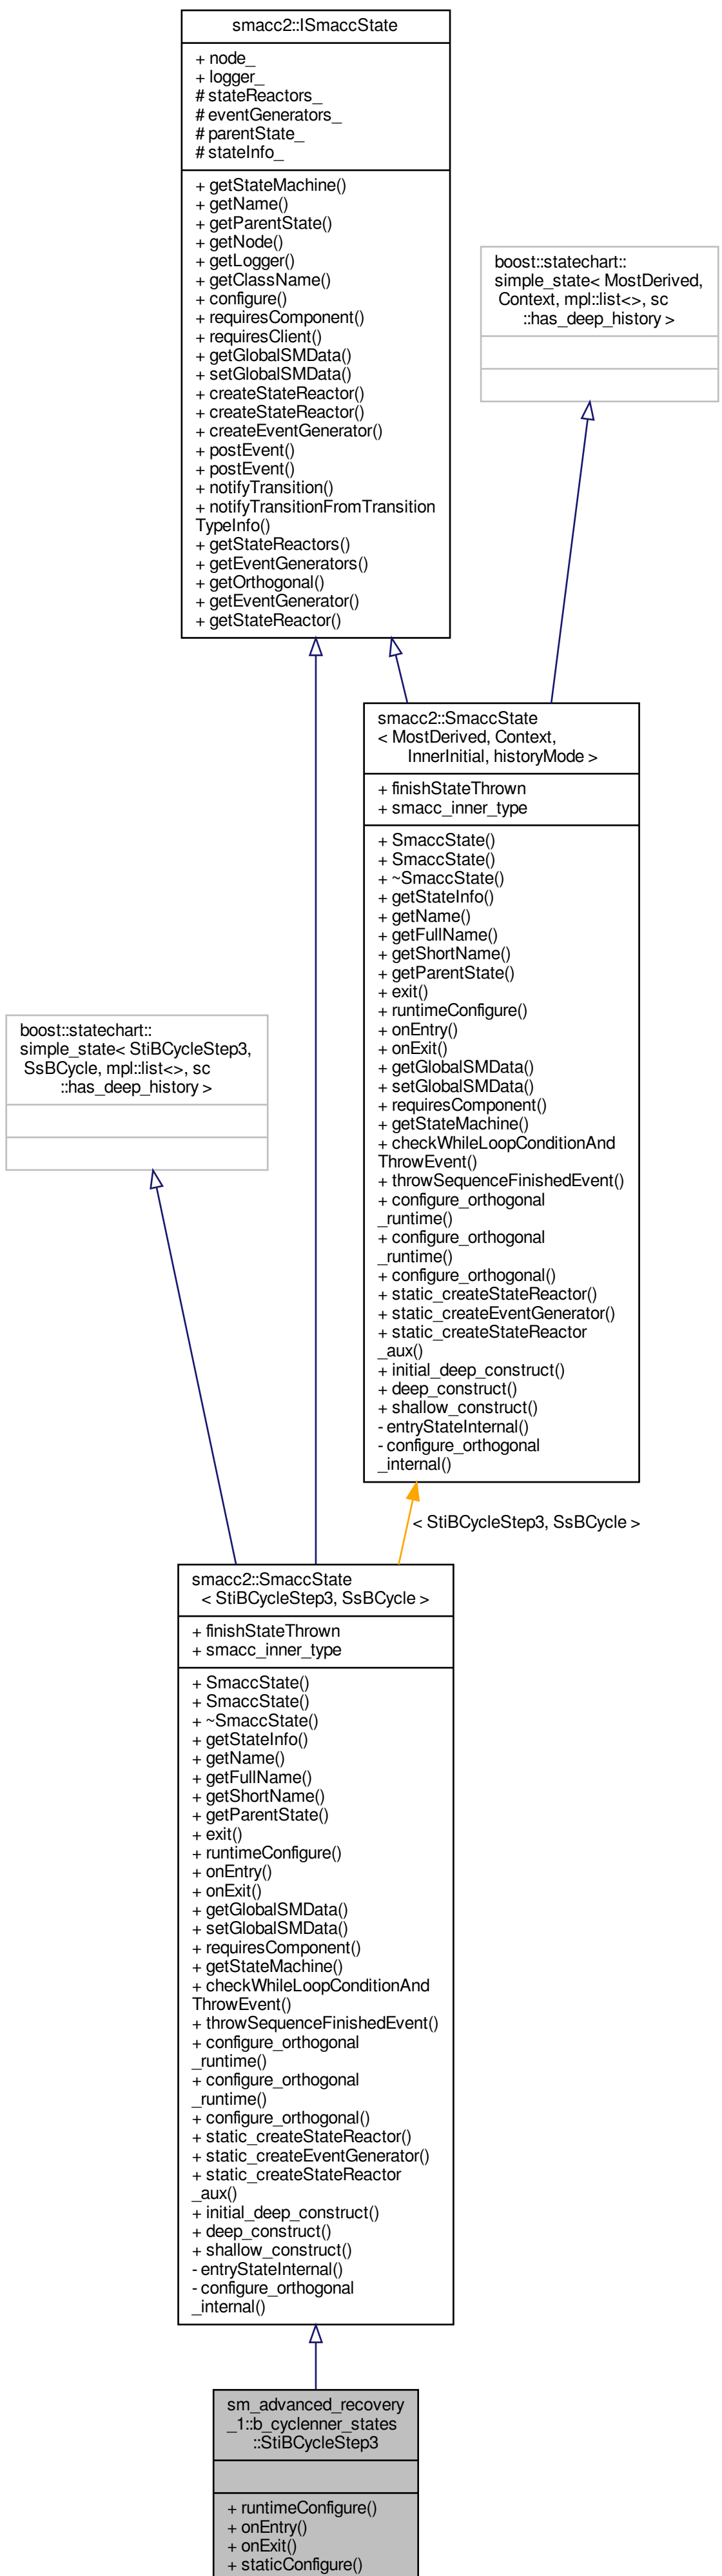 smacc2::ISmaccState
+ node_
+ logger_
# stateReactors_
# eventGenerators_
# parentState_
# stateInfo_
+ getStateMachine()
+ getName()
+ getParentState()
+ getNode()
+ getLogger()
+ getClassName()
+ configure()
+ requiresComponent()
+ requiresClient()
+ getGlobalSMData()
+ setGlobalSMData()
+ createStateReactor()
+ createStateReactor()
+ createEventGenerator()
+ postEvent()
+ postEvent()
+ notifyTransition()
+ notifyTransitionFromTransition
TypeInfo()
+ getStateReactors()
+ getEventGenerators()
+ getOrthogonal()
+ getEventGenerator()
+ getStateReactor()
boost::statechart::
simple_state< MostDerived,
Context, mpl::list<>, sc
::has_deep_history >
smacc2::SmaccState
< MostDerived, Context,
InnerInitial, historyMode >
+ finishStateThrown
+ smacc_inner_type
+ SmaccState()
+ SmaccState()
+ ~SmaccState()
+ getStateInfo()
+ getName()
+ getFullName()
+ getShortName()
+ getParentState()
+ exit()
+ runtimeConfigure()
+ onEntry()
+ onExit()
+ getGlobalSMData()
+ setGlobalSMData()
+ requiresComponent()
+ getStateMachine()
+ checkWhileLoopConditionAnd
ThrowEvent()
+ throwSequenceFinishedEvent()
+ configure_orthogonal
_runtime()
+ configure_orthogonal
_runtime()
+ configure_orthogonal()
+ static_createStateReactor()
+ static_createEventGenerator()
+ static_createStateReactor
_aux()
+ initial_deep_construct()
+ deep_construct()
+ shallow_construct()
- entryStateInternal()
- configure_orthogonal
_internal()
boost::statechart::
simple_state< StiBCycleStep3,
SsBCycle, mpl::list<>, sc
::has_deep_history >
< StiBCycleStep3, SsBCycle >
smacc2::SmaccState
< StiBCycleStep3, SsBCycle >
+ finishStateThrown
+ smacc_inner_type
+ SmaccState()
+ SmaccState()
+ ~SmaccState()
+ getStateInfo()
+ getName()
+ getFullName()
+ getShortName()
+ getParentState()
+ exit()
+ runtimeConfigure()
+ onEntry()
+ onExit()
+ getGlobalSMData()
+ setGlobalSMData()
+ requiresComponent()
+ getStateMachine()
+ checkWhileLoopConditionAnd
ThrowEvent()
+ throwSequenceFinishedEvent()
+ configure_orthogonal
_runtime()
+ configure_orthogonal
_runtime()
+ configure_orthogonal()
+ static_createStateReactor()
+ static_createEventGenerator()
+ static_createStateReactor
_aux()
+ initial_deep_construct()
+ deep_construct()
+ shallow_construct()
- entryStateInternal()
- configure_orthogonal
_internal()
sm_advanced_recovery
_1::b_cyclenner_states
::StiBCycleStep3
+ runtimeConfigure()
+ onEntry()
+ onExit()
+ staticConfigure()